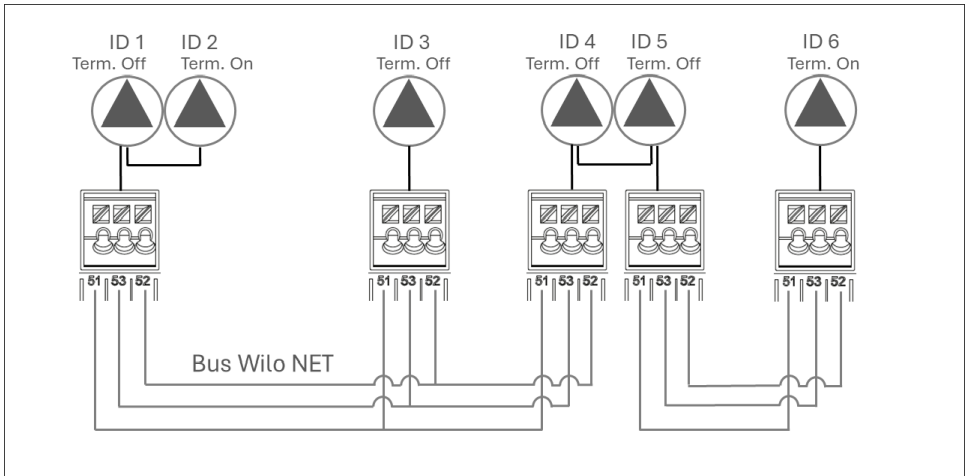 ID 1 ID 2 ID 3 ID 4 ID 5 ID 6
Term. Off Term. On Term. Off Term. Off Term. Off Term. On
51 53 52 51 53 52 51 53 52 51 53 52 51 53 52
Bus Wilo NET